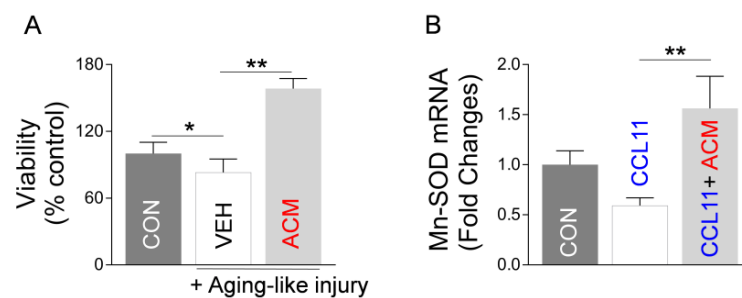 A
Viability
(% control)
180
120
60
0
*
**
CON
VEH
ACM
+ Aging-like injury
B
Mn-SOD mRNA
(Fold Changes)
2.0
1.5
1.0
0.5
0.0
**
CON
CCL11
CCL11+ ACM